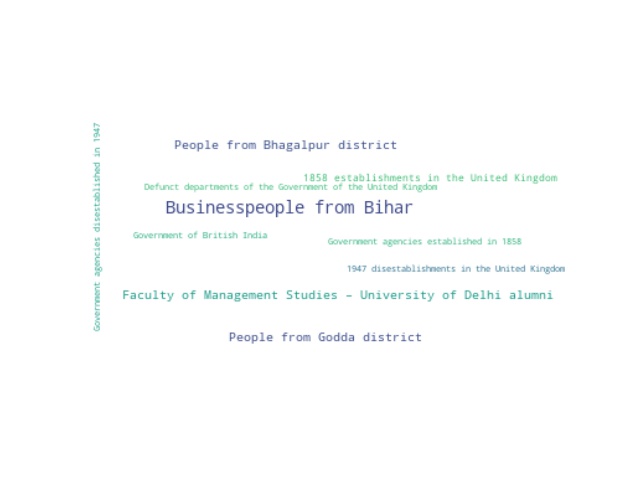 Government agencies disestablished in 1947
People from Bhagalpur district
1858 establishments in the United Kingdom
Defunct departments of the Government of the United Kingdom
Businesspeople from Bihar
Government of British India
Government agencies established in 1858
1947 disestablishments in the United Kingdom
Faculty of Management Studies – University of Delhi alumni
People from Godda district